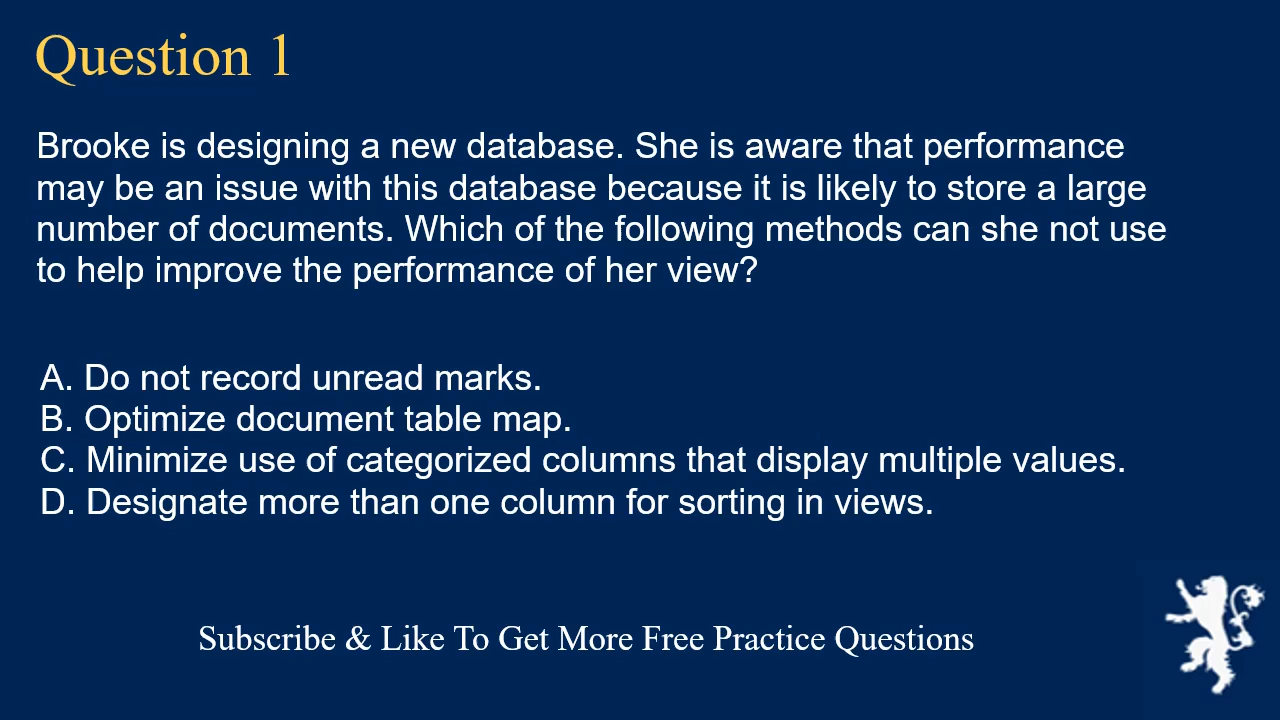 Question 1
Brooke is designing a new database. She is aware that performance
may be an issue with this database because it is likely to store a large
number of documents. Which of the following methods can she not use
to help improve the performance of her view?
A. Do not record unread marks.
B. Optimize document table map.
C. Minimize use of categorized columns that display multiple values.
D. Designate more than one column for sorting in views.
Subscribe & Like To Get More Free Practice Questions